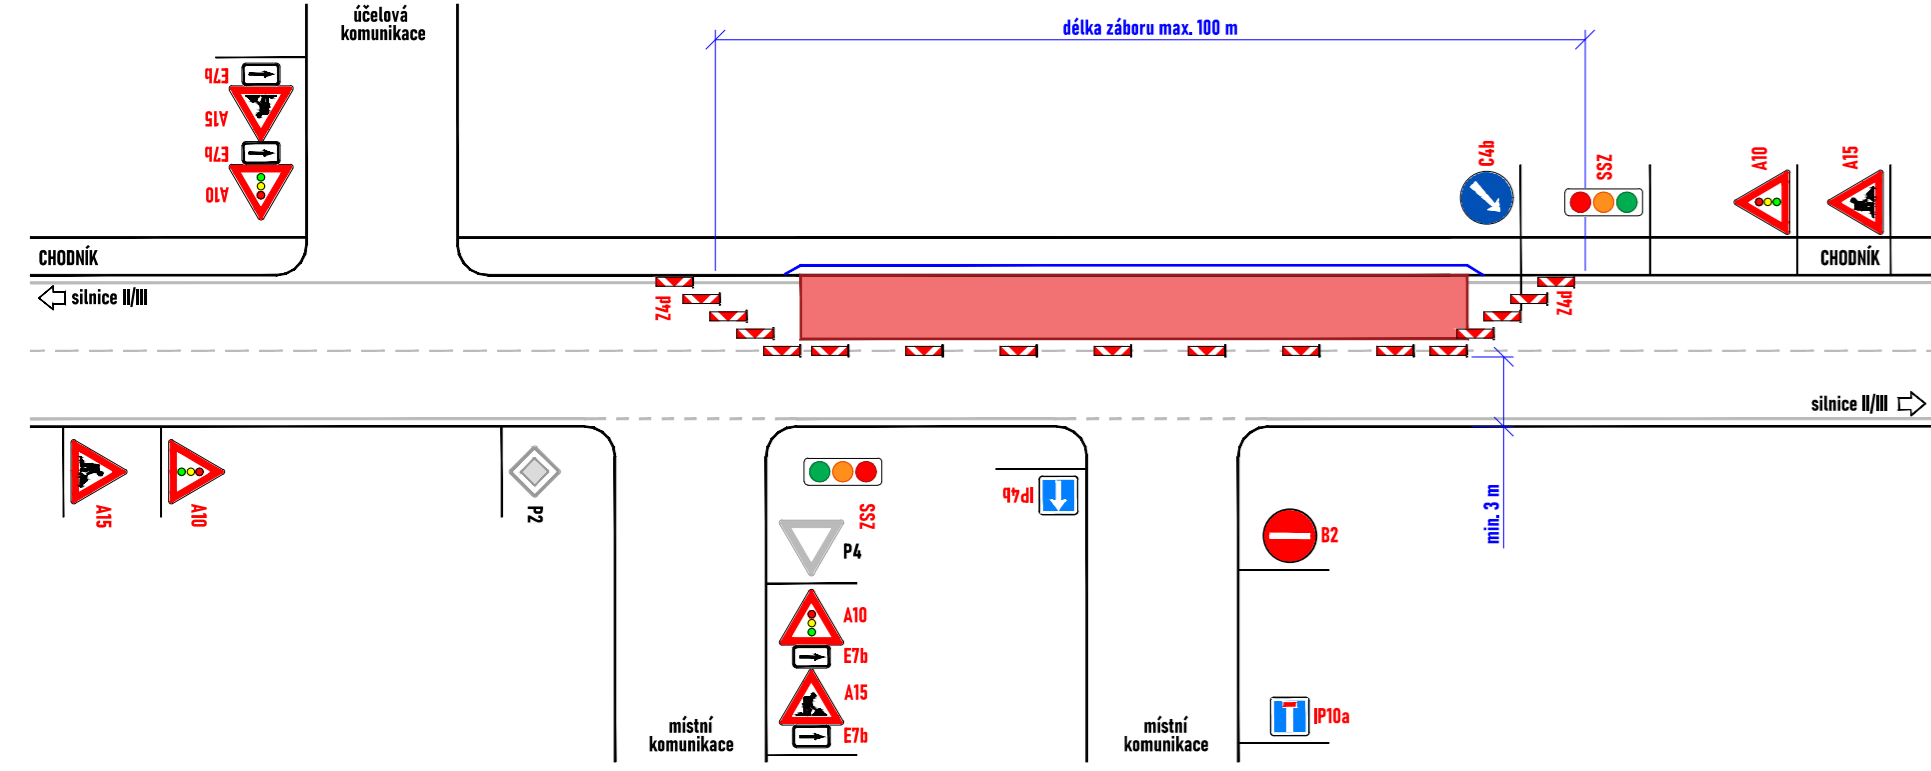 účelová
komunikace
délka záboru max. 100 m
E7b
A15
E7b
A10
C4b
SSZ
A10
A15
CHODNÍK
CHODNÍK
silnice II/III
Z4d
Z4d
silnice II/III
A15
A10
P2
SSZ
P4
IP4b
B2
min. 3 m
A10
E7b
A15
E7b
IP10a
místní
komunikace
místní
komunikace